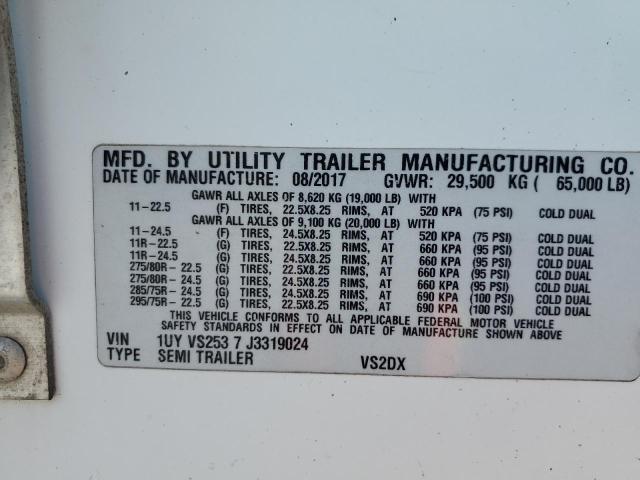 MFD. BY UTILITY TRAILER MANUFACTURING CO.
DATE OF MANUFACTURE: 08/2017 GVWR: 29,500 KG ( 65,000 LB)
GAWR ALL AXLES OF 8,620 KG (19,000 LB) WITH
11-22.5 (F) TIRES, 22.5X8.25 RIMS, AT 520 KPA (75 PSI) COLD DUAL
GAWR ALL AXLES OF 9,100 KG (20,000 LB) WITH
11-24.5 (F) TIRES, 24.5X8.25 RIMS, AT 520 KPA (75 PSI) COLD DUAL
11R-22.5 (G) TIRES, 22.5X8.25 RIMS, AT 660 KPA (95 PSI) COLD DUAL
11R-24.5 (G) TIRES, 24.5X8.25 RIMS, AT 660 KPA (95 PSI) COLD DUAL
275/80R-22.5 (G) TIRES, 22.5X8.25 RIMS, AT 660 KPA (95 PSI) COLD DUAL
275/80R-24.5 (G) TIRES, 24.5X8.25 RIMS, AT 660 KPA (95 PSI) COLD DUAL
285/75R-24.5 (G) TIRES, 24.5X8.25 RIMS, AT 690 KPA (100 PSI) COLD DUAL
295/75R-22.5 (G) TIRES, 22.5X8.25 RIMS, AT 690 KPA (100 PSI) COLD DUAL
THIS VEHICLE CONFORMS TO ALL APPLICABLE FEDERAL MOTOR VEHICLE
SAFETY STANDARDS IN EFFECT ON DATE OF MANUFACTURE SHOWN ABOVE
VIN 1UY VS253 7 J3319024
TYPE SEMI TRAILER VS2DX